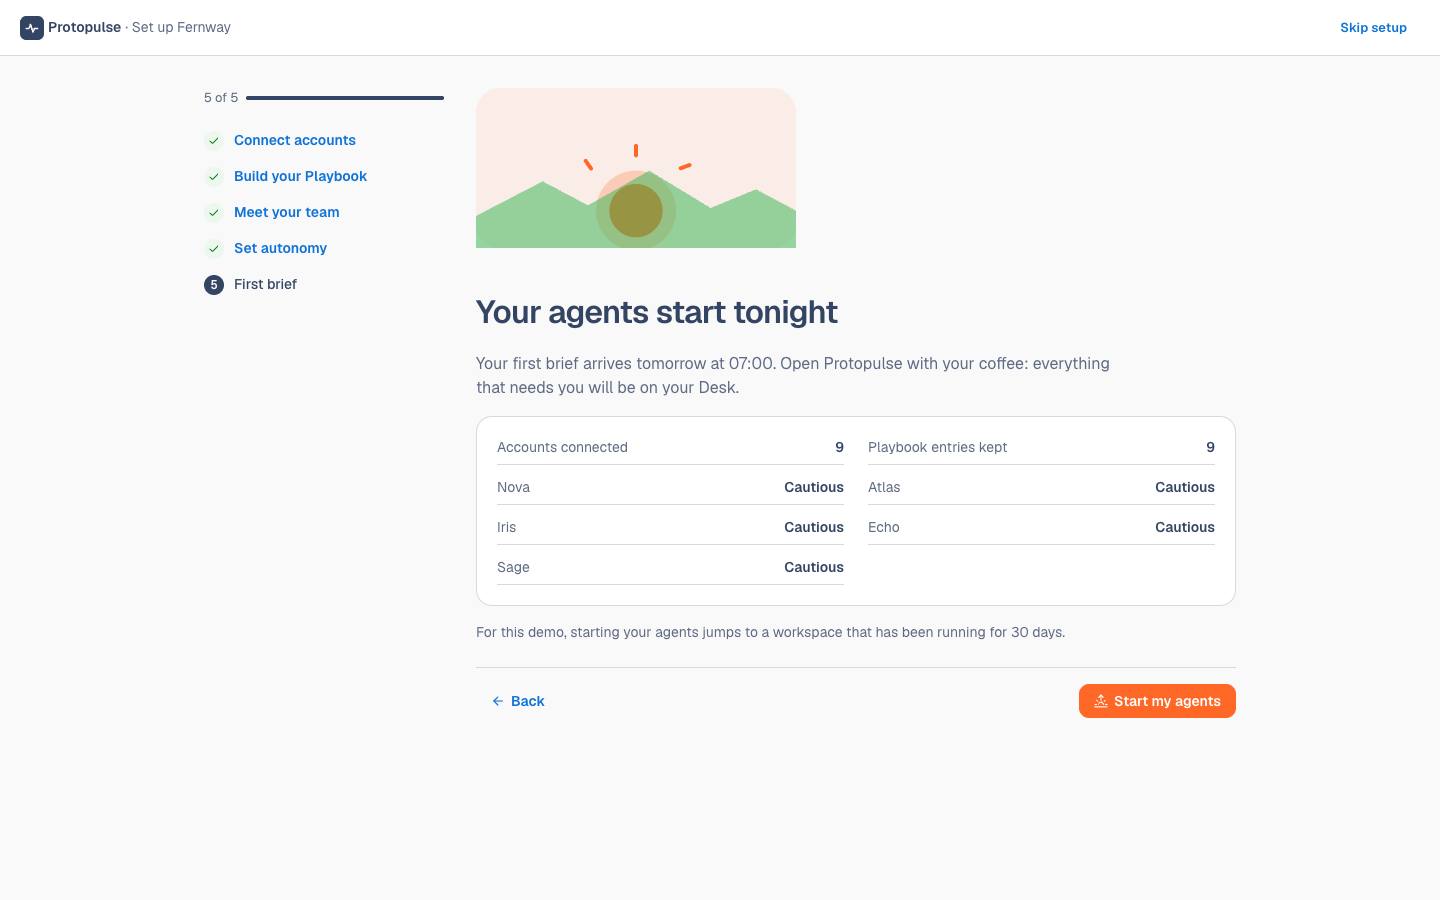 Protopulse · Set up Fernway
Skip setup
5 of 5
Connect accounts
Build your Playbook
Meet your team
Set autonomy
5 First brief
Your agents start tonight
Your first brief arrives tomorrow at 07:00. Open Protopulse with your coffee: everything
that needs you will be on your Desk.
Accounts connected 9
Playbook entries kept 9
Nova Cautious
Atlas Cautious
Iris Cautious
Echo Cautious
Sage Cautious
For this demo, starting your agents jumps to a workspace that has been running for 30 days.
Back
Start my agents